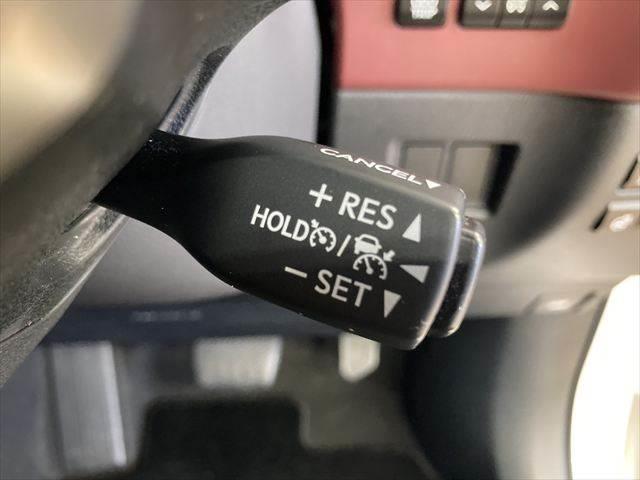 CANCEL▼
+ RES ▲
HOLD /
− SET ▼